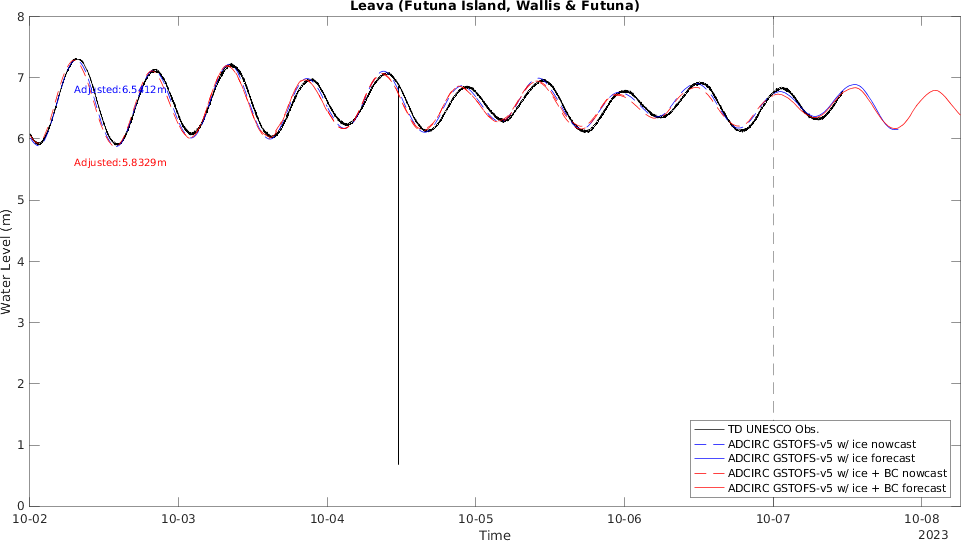 Leava (Futuna Island, Wallis & Futuna)
8
7
6
5
4
3
2
1
0
Water Level (m)
Adjusted:6.5412m
Adjusted:5.8329m
TD UNESCO Obs.
ADCIRC GSTOFS-v5 w/ ice nowcast
ADCIRC GSTOFS-v5 w/ ice forecast
ADCIRC GSTOFS-v5 w/ ice + BC nowcast
ADCIRC GSTOFS-v5 w/ ice + BC forecast
10-02 10-03 10-04 10-05 10-06 10-07 10-08
Time
2023